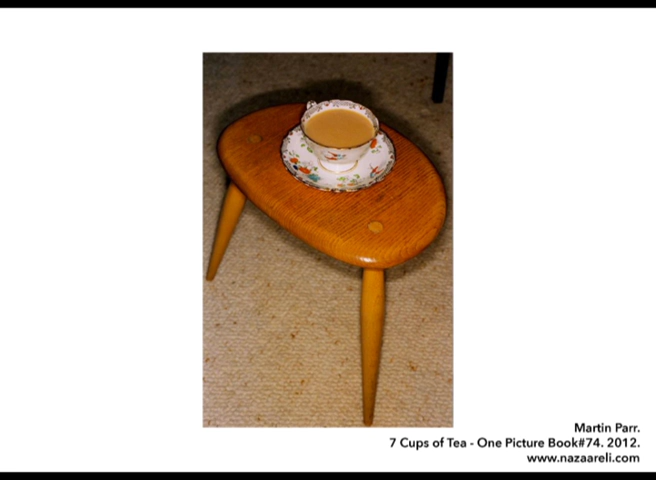 Martin Parr.
7 Cups of Tea - One Picture Book#74. 2012.
www.nazaareli.com